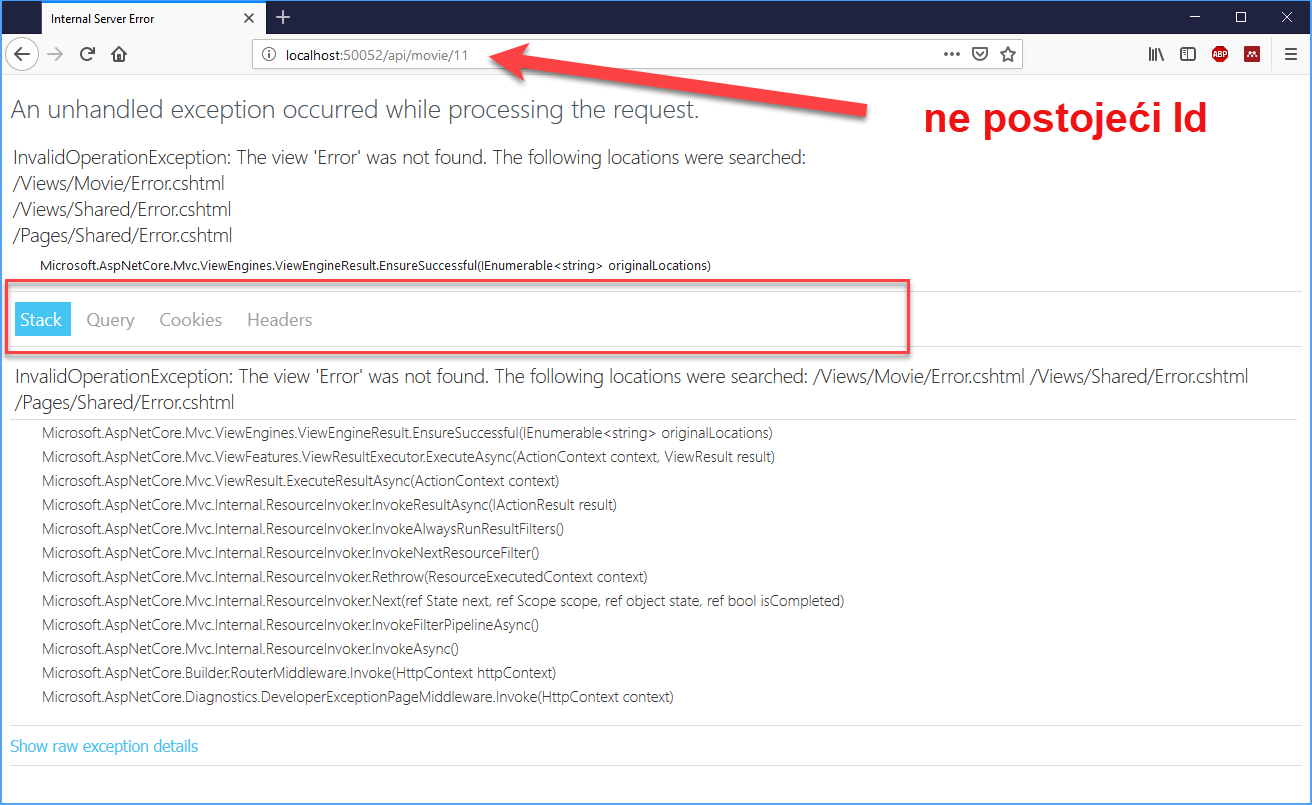 Internal Server Error
localhost:50052/api/movie/11
ABP
An unhandled exception occurred while processing the request.
ne postojeći Id
InvalidOperationException: The view 'Error' was not found. The following locations were searched:
/Views/Movie/Error.cshtml
/Views/Shared/Error.cshtml
/Pages/Shared/Error.cshtml
Microsoft.AspNetCore.Mvc.ViewEngines.ViewEngineResult.EnsureSuccessful(IEnumerable<string> originalLocations)
Stack Query Cookies Headers
InvalidOperationException: The view 'Error' was not found. The following locations were searched: /Views/Movie/Error.cshtml /Views/Shared/Error.cshtml
/Pages/Shared/Error.cshtml
Microsoft.AspNetCore.Mvc.ViewEngines.ViewEngineResult.EnsureSuccessful(IEnumerable<string> originalLocations)
Microsoft.AspNetCore.Mvc.ViewFeatures.ViewResultExecutor.ExecuteAsync(ActionContext context, ViewResult result)
Microsoft.AspNetCore.Mvc.ViewResult.ExecuteResultAsync(ActionContext context)
Microsoft.AspNetCore.Mvc.Internal.ResourceInvoker.InvokeResultAsync(IActionResult result)
Microsoft.AspNetCore.Mvc.Internal.ResourceInvoker.InvokeAlwaysRunResultFilters()
Microsoft.AspNetCore.Mvc.Internal.ResourceInvoker.InvokeNextResourceFilter()
Microsoft.AspNetCore.Mvc.Internal.ResourceInvoker.Rethrow(ResourceExecutedContext context)
Microsoft.AspNetCore.Mvc.Internal.ResourceInvoker.Next(ref State next, ref Scope scope, ref object state, ref bool isCompleted)
Microsoft.AspNetCore.Mvc.Internal.ResourceInvoker.InvokeFilterPipelineAsync()
Microsoft.AspNetCore.Mvc.Internal.ResourceInvoker.InvokeAsync()
Microsoft.AspNetCore.Builder.RouterMiddleware.Invoke(HttpContext httpContext)
Microsoft.AspNetCore.Diagnostics.DeveloperExceptionPageMiddleware.Invoke(HttpContext context)
Show raw exception details